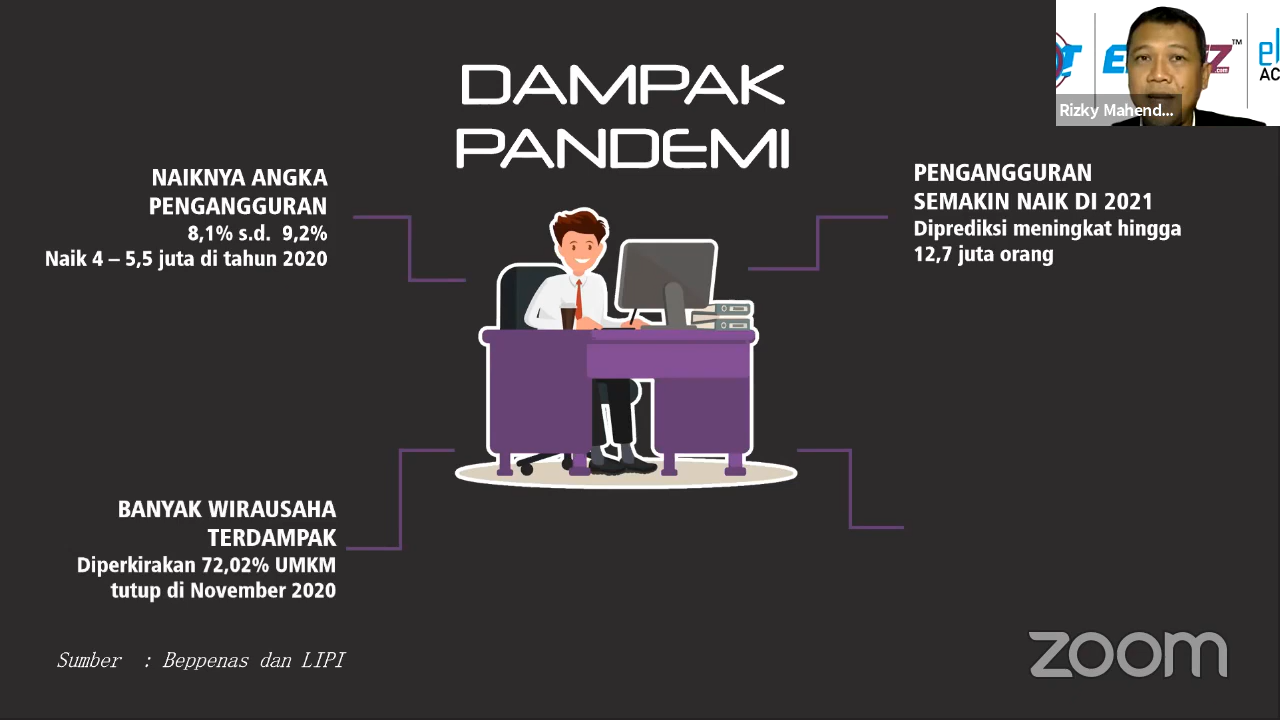 DAMPAK
PANDEMI
NAIKNYA ANGKA
PENGANGGURAN
8,1% s.d. 9,2%
Naik 4 – 5,5 juta di tahun 2020
PENGANGGURAN
SEMAKIN NAIK DI 2021
Diprediksi meningkat hingga
12,7 juta orang
BANYAK WIRAUSAHA
TERDAMPAK
Diperkirakan 72,02% UMKM
tutup di November 2020
Sumber : Beppenas dan LIPI
Rizky Mahend...
zoom